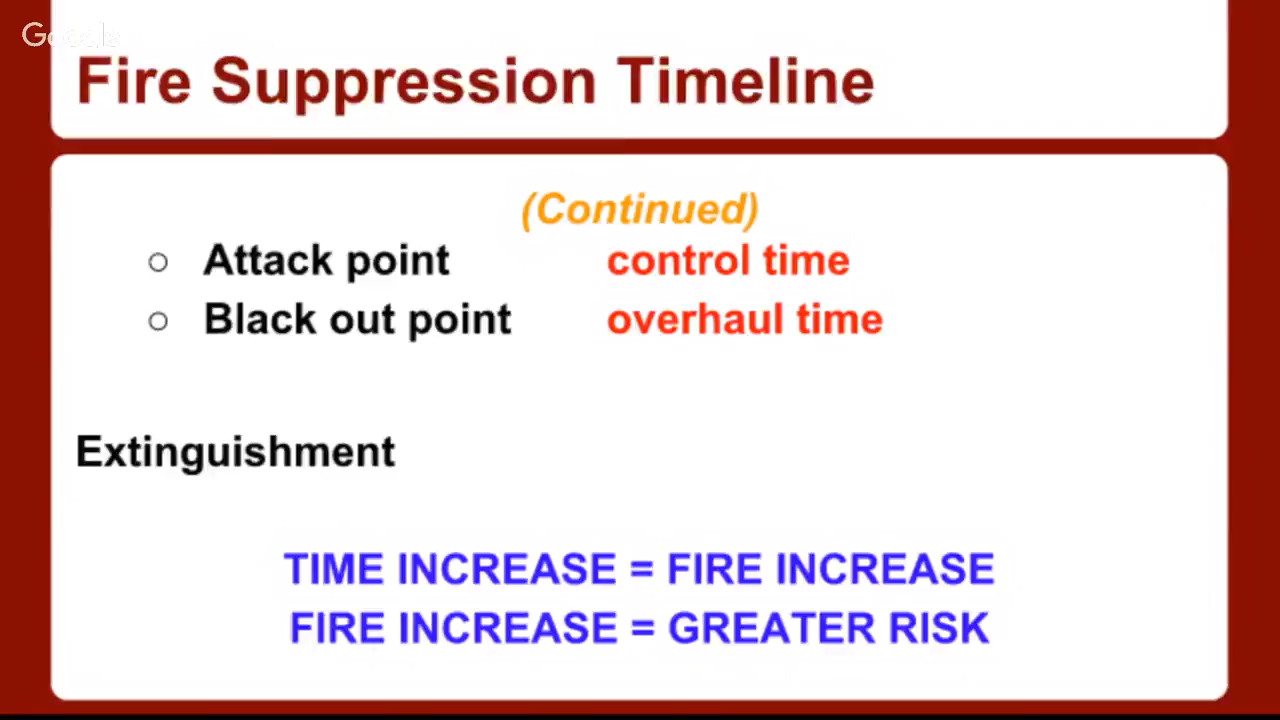 Google
Fire Suppression Timeline
(Continued)
○ Attack point control time
○ Black out point overhaul time
Extinguishment
TIME INCREASE = FIRE INCREASE
FIRE INCREASE = GREATER RISK